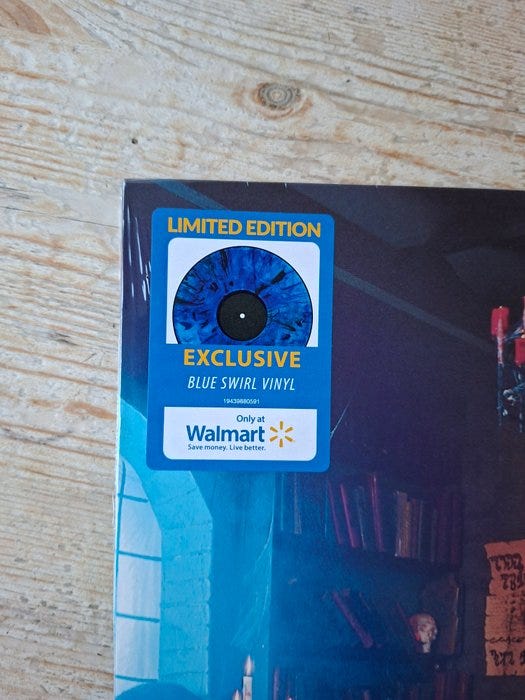 LIMITED EDITION
EXCLUSIVE
BLUE SWIRL VINYL
19439880591
Only at
Walmart
Save money. Live better.